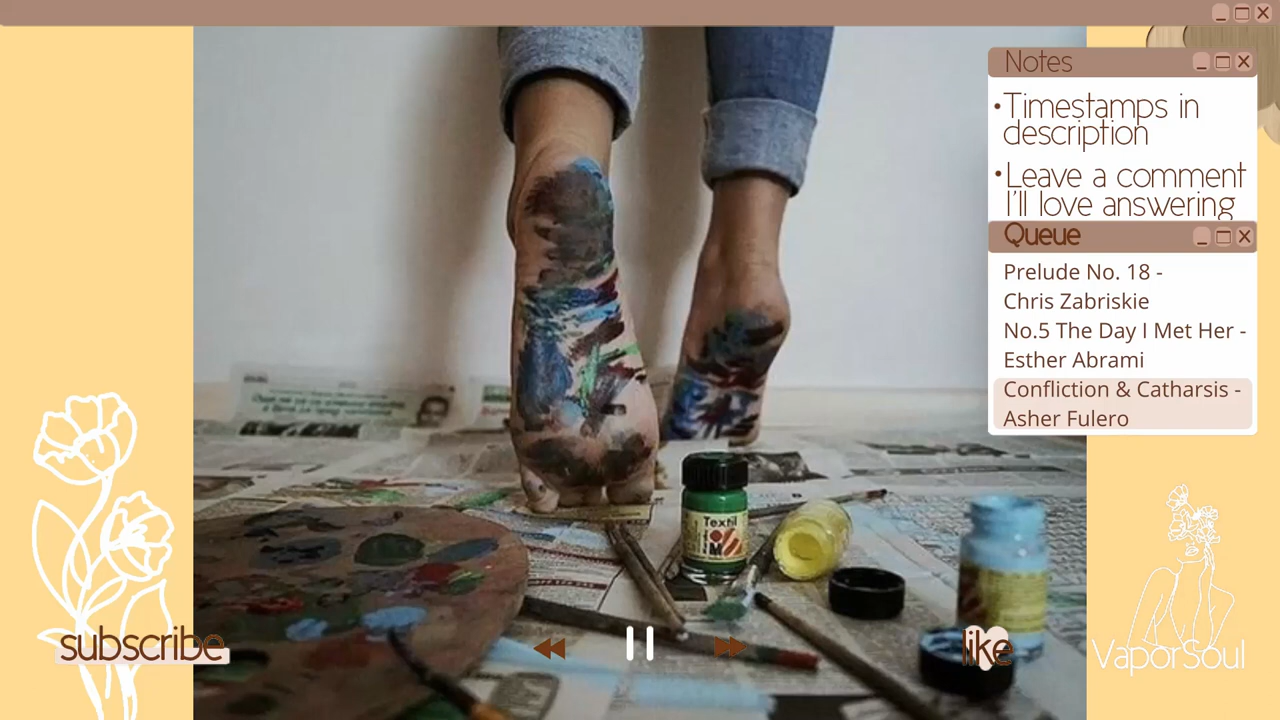 Notes
•Timestamps in
description
•Leave a comment
I'll love answering
Queue
Prelude No. 18 -
Chris Zabriskie
No.5 The Day I Met Her -
Esther Abrami
Confliction & Catharsis -
Asher Fulero
Textil
M
subscribe
like
VaporSoul